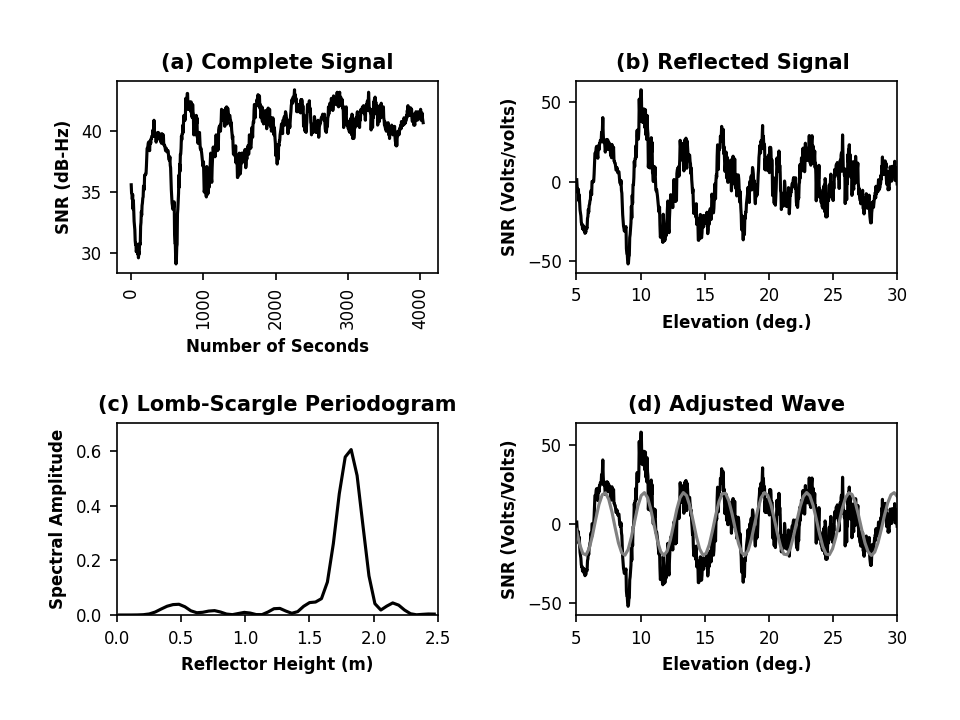 (a) Complete Signal
SNR (dB-Hz)
40
35
30
0
1000
2000
3000
4000
Number of Seconds
(b) Reflected Signal
SNR (Volts/volts)
50
0
−50
5 10 15 20 25 30
Elevation (deg.)
(c) Lomb-Scargle Periodogram
Spectral Amplitude
0.6
0.4
0.2
0.0
0.0 0.5 1.0 1.5 2.0 2.5
Reflector Height (m)
(d) Adjusted Wave
SNR (Volts/Volts)
50
0
−50
5 10 15 20 25 30
Elevation (deg.)